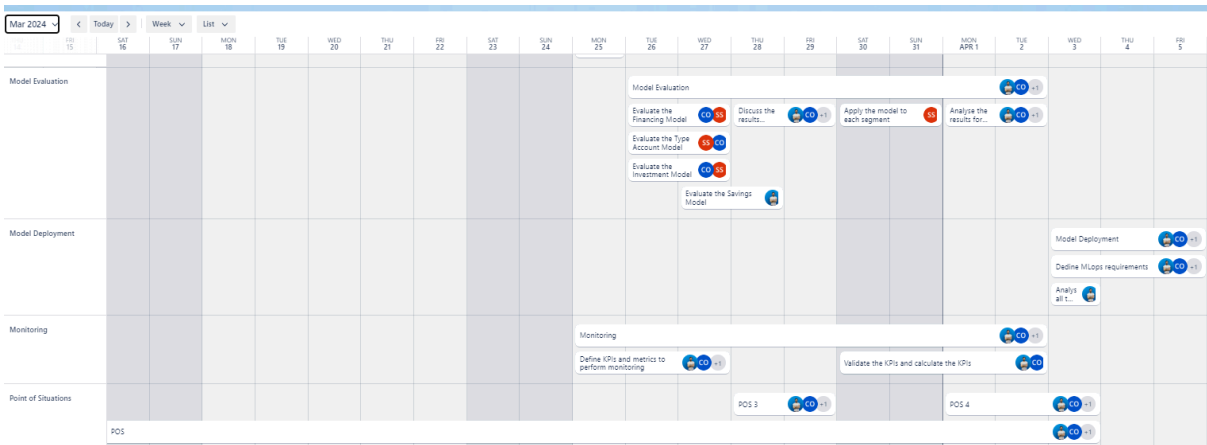 Mar 2024 Today Week List
14 FRI 15 SAT 16 SUN 17 MON 18 TUE 19 WED 20 THU 21 FRI 22 SAT 23 SUN 24 MON 25 TUE 26 WED 27 THU 28 FRI 29 SAT 30 SUN 31 MON APR 1 TUE 2 WED 3 THU 4 FRI 5
Model Evaluation
Model Evaluation CO +1
Evaluate the
Financing Model CO SS
Discuss the
results... CO +1
Apply the model to
each segment SS
Analyse the
results for... CO +1
Evaluate the Type
Account Model SS CO
Evaluate the
Investment Model CO SS
Evaluate the Savings
Model
Model Deployment
Model Deployment CO +1
Dedine MLops requirements CO +1
Analys
all t...
Monitoring
Monitoring CO +1
Define KPIs and metrics to
perform monitoring CO +1
Validate the KPIs and calculate the KPIs CO
Point of Situations
POS 3 CO +1
POS 4 CO +1
POS CO +1